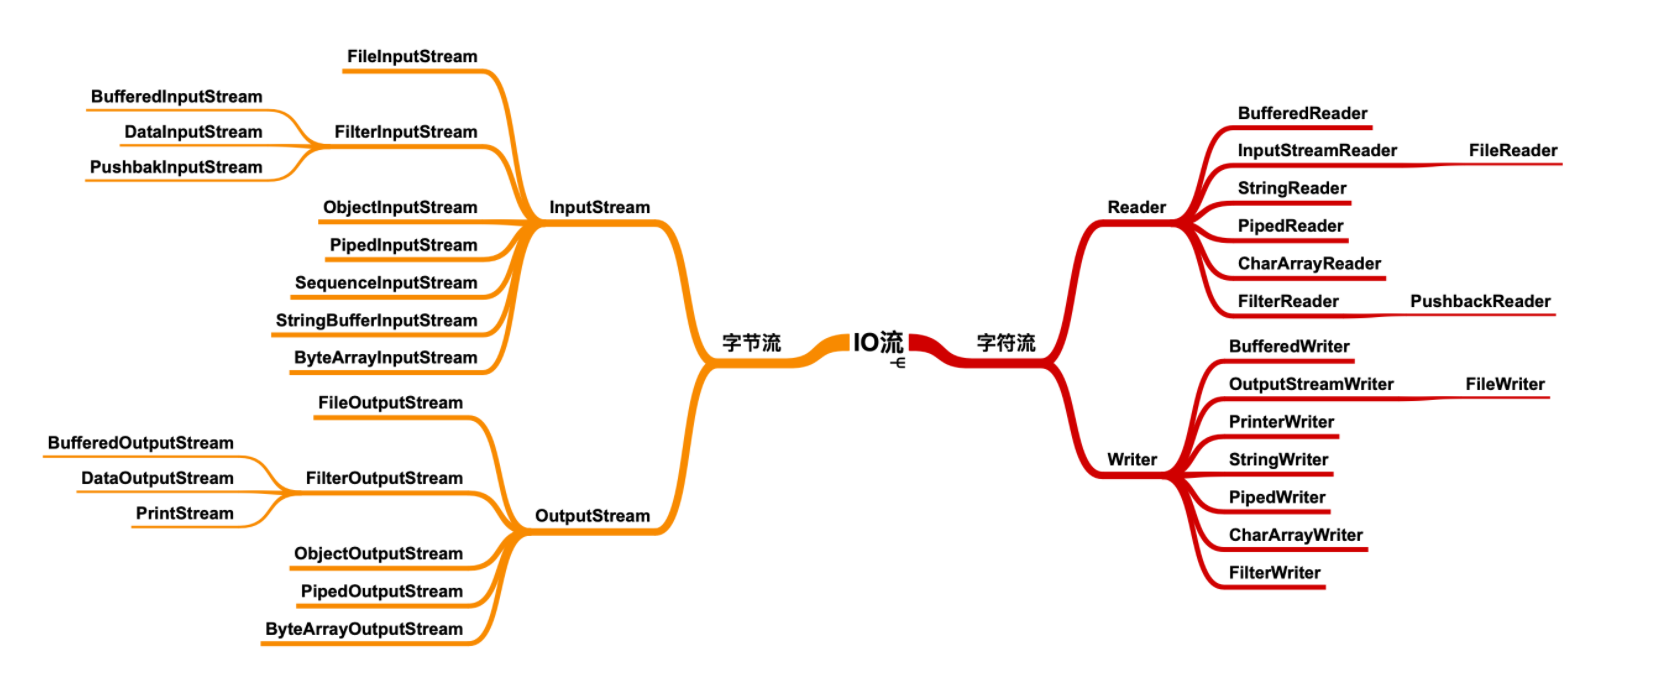 IO流
字节流
InputStream
FileInputStream
FilterInputStream
BufferedInputStream
DataInputStream
PushbakInputStream
ObjectInputStream
PipedInputStream
SequenceInputStream
StringBufferInputStream
ByteArrayInputStream
OutputStream
FileOutputStream
FilterOutputStream
BufferedOutputStream
DataOutputStream
PrintStream
ObjectOutputStream
PipedOutputStream
ByteArrayOutputStream
字符流
Reader
BufferedReader
InputStreamReader
FileReader
StringReader
PipedReader
CharArrayReader
FilterReader
PushbackReader
Writer
BufferedWriter
OutputStreamWriter
FileWriter
PrinterWriter
StringWriter
PipedWriter
CharArrayWriter
FilterWriter